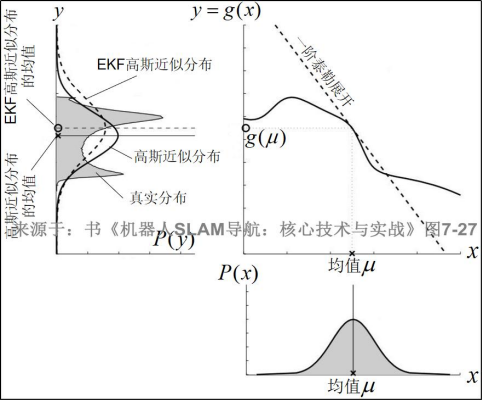 y
y = g(x)
EKF高斯近似分布
的均值
EKF高斯近似分布
一阶泰勒展开
g(μ)
高斯近似分布
高斯近似分布
的均值
真实分布
来源于：书《机器人SLAM导航：核心技术与实战》图7-27
P(y)
x
均值μ
P(x)
x
均值μ